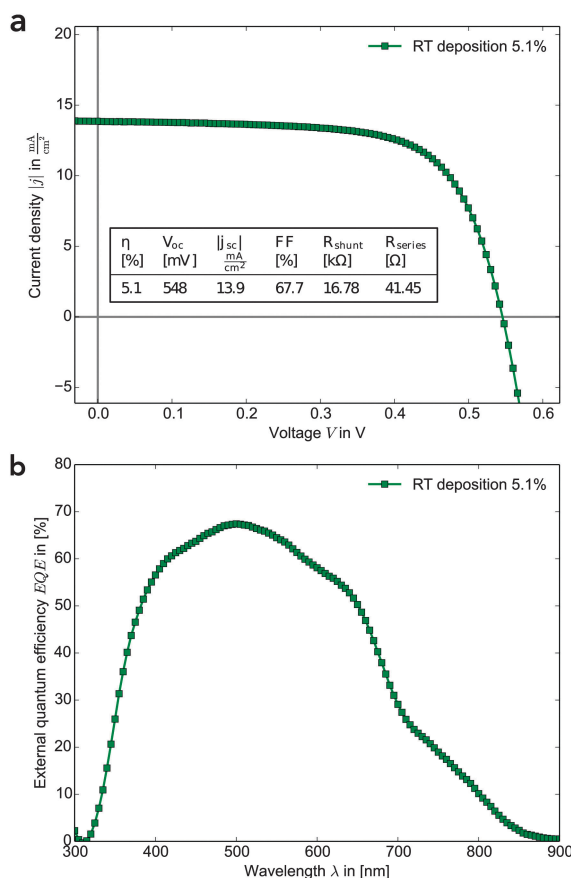 a
20
15
10
5
0
−5
Current density |j| in mA/cm²
RT deposition 5.1%
η Voc |jsc| FF Rshunt Rseries
[%] [mV] mA/cm² [%] [kΩ] [Ω]
5.1 548 13.9 67.7 16.78 41.45
0.0 0.1 0.2 0.3 0.4 0.5 0.6
Voltage V in V
b
80
70
60
50
40
30
20
10
0
External quantum efficiency EQE in [%]
RT deposition 5.1%
300 400 500 600 700 800 900
Wavelength λ in [nm]